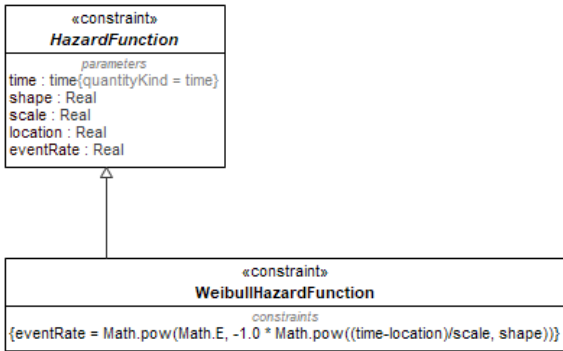 «constraint»
HazardFunction
parameters
time : time{quantityKind = time}
shape : Real
scale : Real
location : Real
eventRate : Real
«constraint»
WeibullHazardFunction
constraints
{eventRate = Math.pow(Math.E, -1.0 * Math.pow((time-location)/scale, shape))}